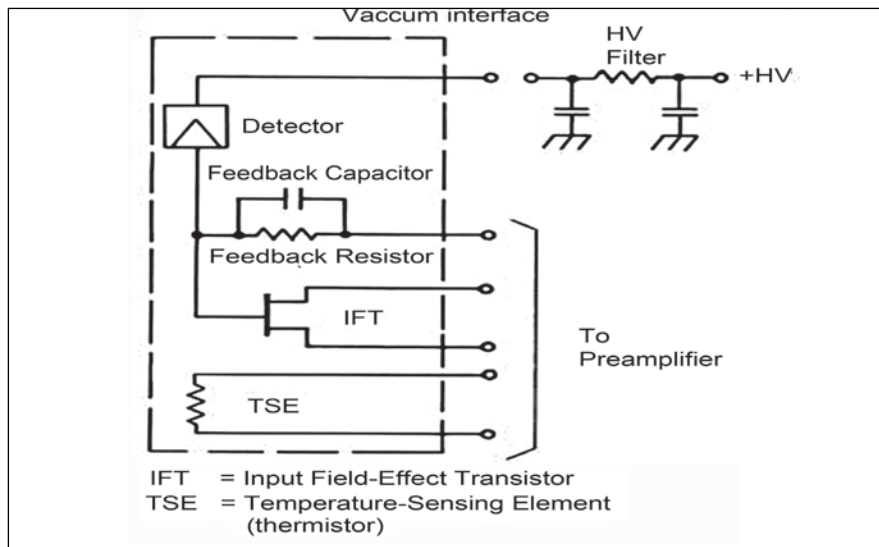 Vaccum interface
HV
Filter
+HV
Detector
Feedback Capacitor
Feedback Resistor
IFT
To
Preamplifier
TSE
IFT = Input Field-Effect Transistor
TSE = Temperature-Sensing Element
(thermistor)